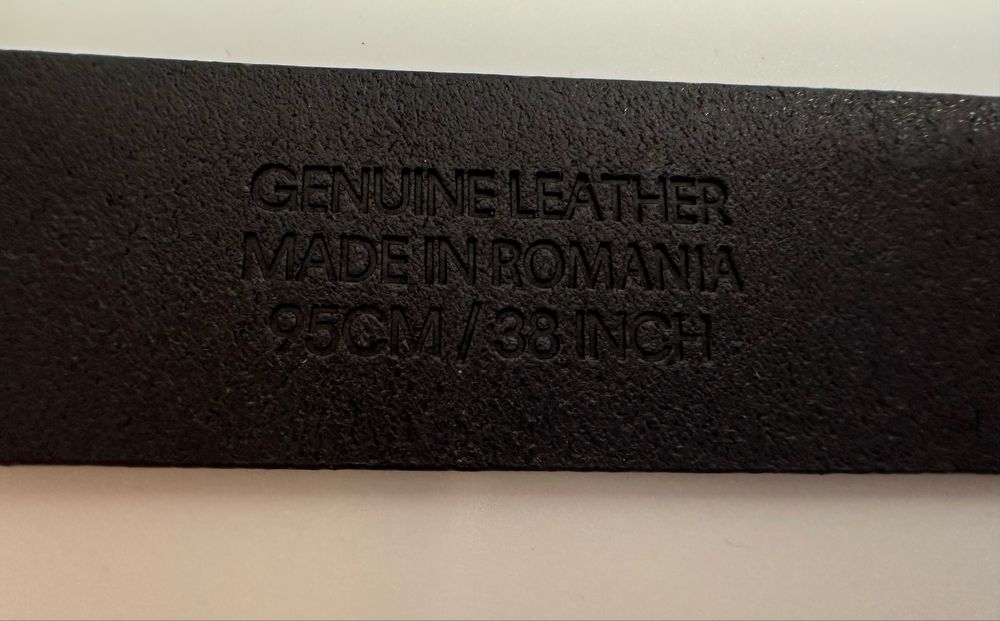 GENUINE LEATHER
MADE IN ROMANIA
95CM / 38 INCH